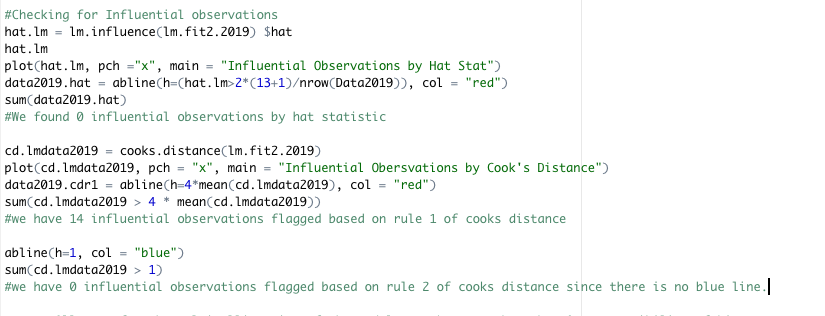 #Checking for Influential observations
hat.lm = lm.influence(lm.fit2.2019) $hat
hat.lm
plot(hat.lm, pch ="x", main = "Influential Observations by Hat Stat")
data2019.hat = abline(h=(hat.lm>2*(13+1)/nrow(Data2019)), col = "red")
sum(data2019.hat)
#We found 0 influential observations by hat statistic
cd.lmdata2019 = cooks.distance(lm.fit2.2019)
plot(cd.lmdata2019, pch = "x", main = "Influential Obersvations by Cook's Distance")
data2019.cdr1 = abline(h=4*mean(cd.lmdata2019), col = "red")
sum(cd.lmdata2019 > 4 * mean(cd.lmdata2019))
#we have 14 influential observations flagged based on rule 1 of cooks distance
abline(h=1, col = "blue")
sum(cd.lmdata2019 > 1)
#we have 0 influential observations flagged based on rule 2 of cooks distance since there is no blue line.